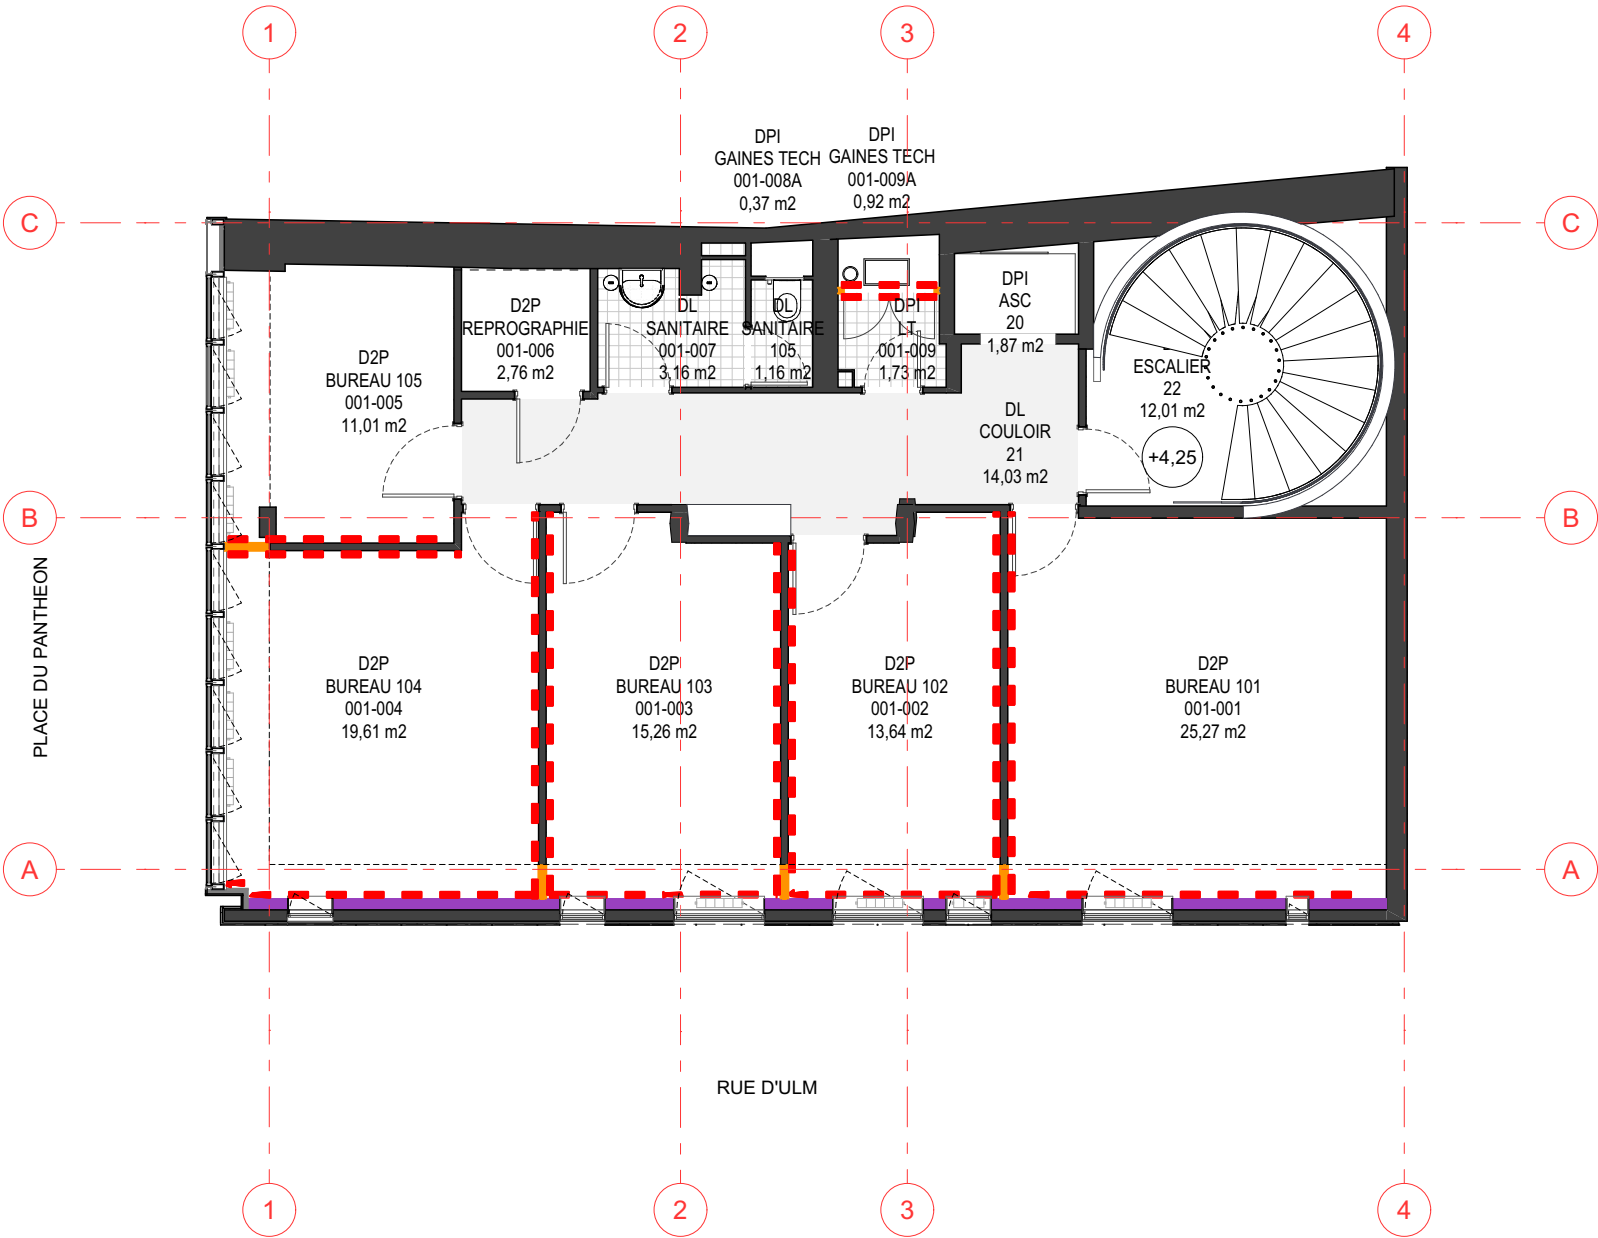 1
2
3
4
DPI
GAINES TECH
001-008A
0,37 m2
DPI
GAINES TECH
001-009A
0,92 m2
C
C
D2P
BUREAU 105
001-005
11,01 m2
D2P
REPROGRAPHIE
001-006
2,76 m2
DL
SANITAIRE
001-007
3,16 m2
DL
SANITAIRE
105
1,16 m2
DPI
LT
001-009
1,73 m2
DPI
ASC
20
1,87 m2
ESCALIER
22
12,01 m2
DL
COULOIR
21
14,03 m2
+4,25
B
B
PLACE DU PANTHEON
D2P
BUREAU 104
001-004
19,61 m2
D2P
BUREAU 103
001-003
15,26 m2
D2P
BUREAU 102
001-002
13,64 m2
D2P
BUREAU 101
001-001
25,27 m2
A
A
RUE D'ULM
1
2
3
4